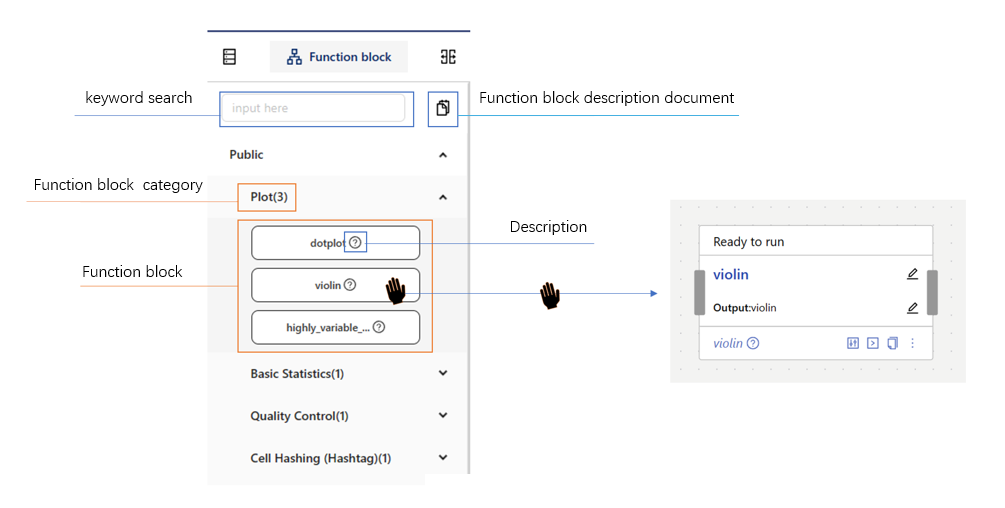 Function block
keyword search
input here
Function block description document
Public
Function block category
Plot(3)
Description
dotplot
Function block
violin
highly_variable_...
Basic Statistics(1)
Quality Control(1)
Cell Hashing (Hashtag)(1)
Ready to run
violin
Output:violin
violin